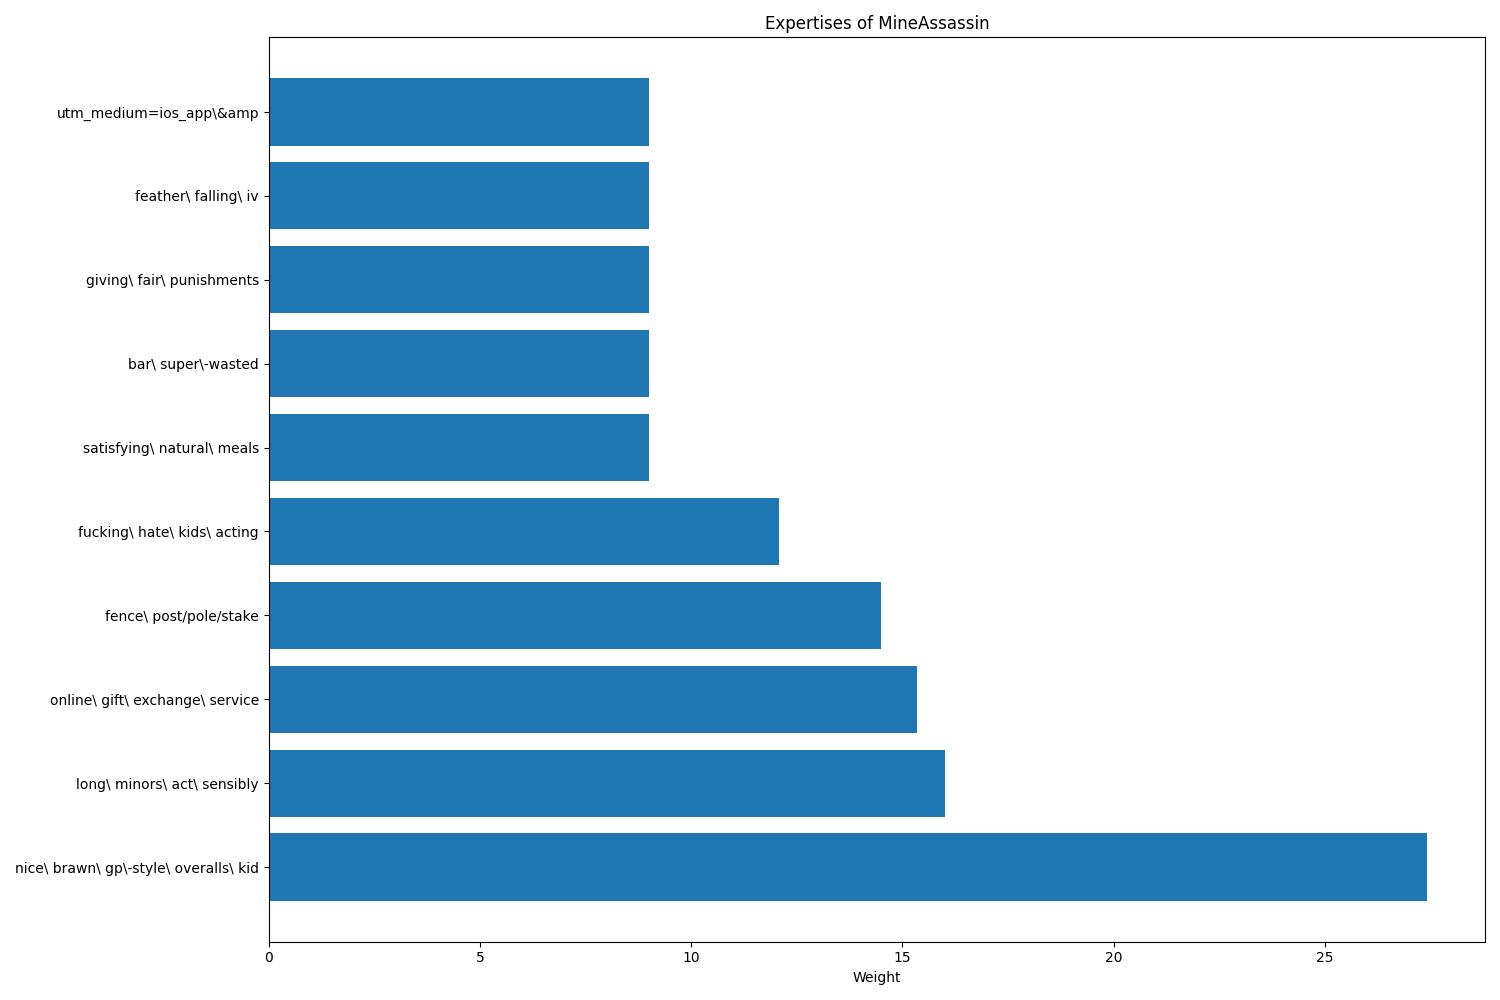 Expertises of MineAssassin
utm_medium=ios_app\&amp
feather\ falling\ iv
giving\ fair\ punishments
bar\ super\-wasted
satisfying\ natural\ meals
fucking\ hate\ kids\ acting
fence\ post/pole/stake
online\ gift\ exchange\ service
long\ minors\ act\ sensibly
nice\ brawn\ gp\-style\ overalls\ kid
0 5 10 15 20 25
Weight